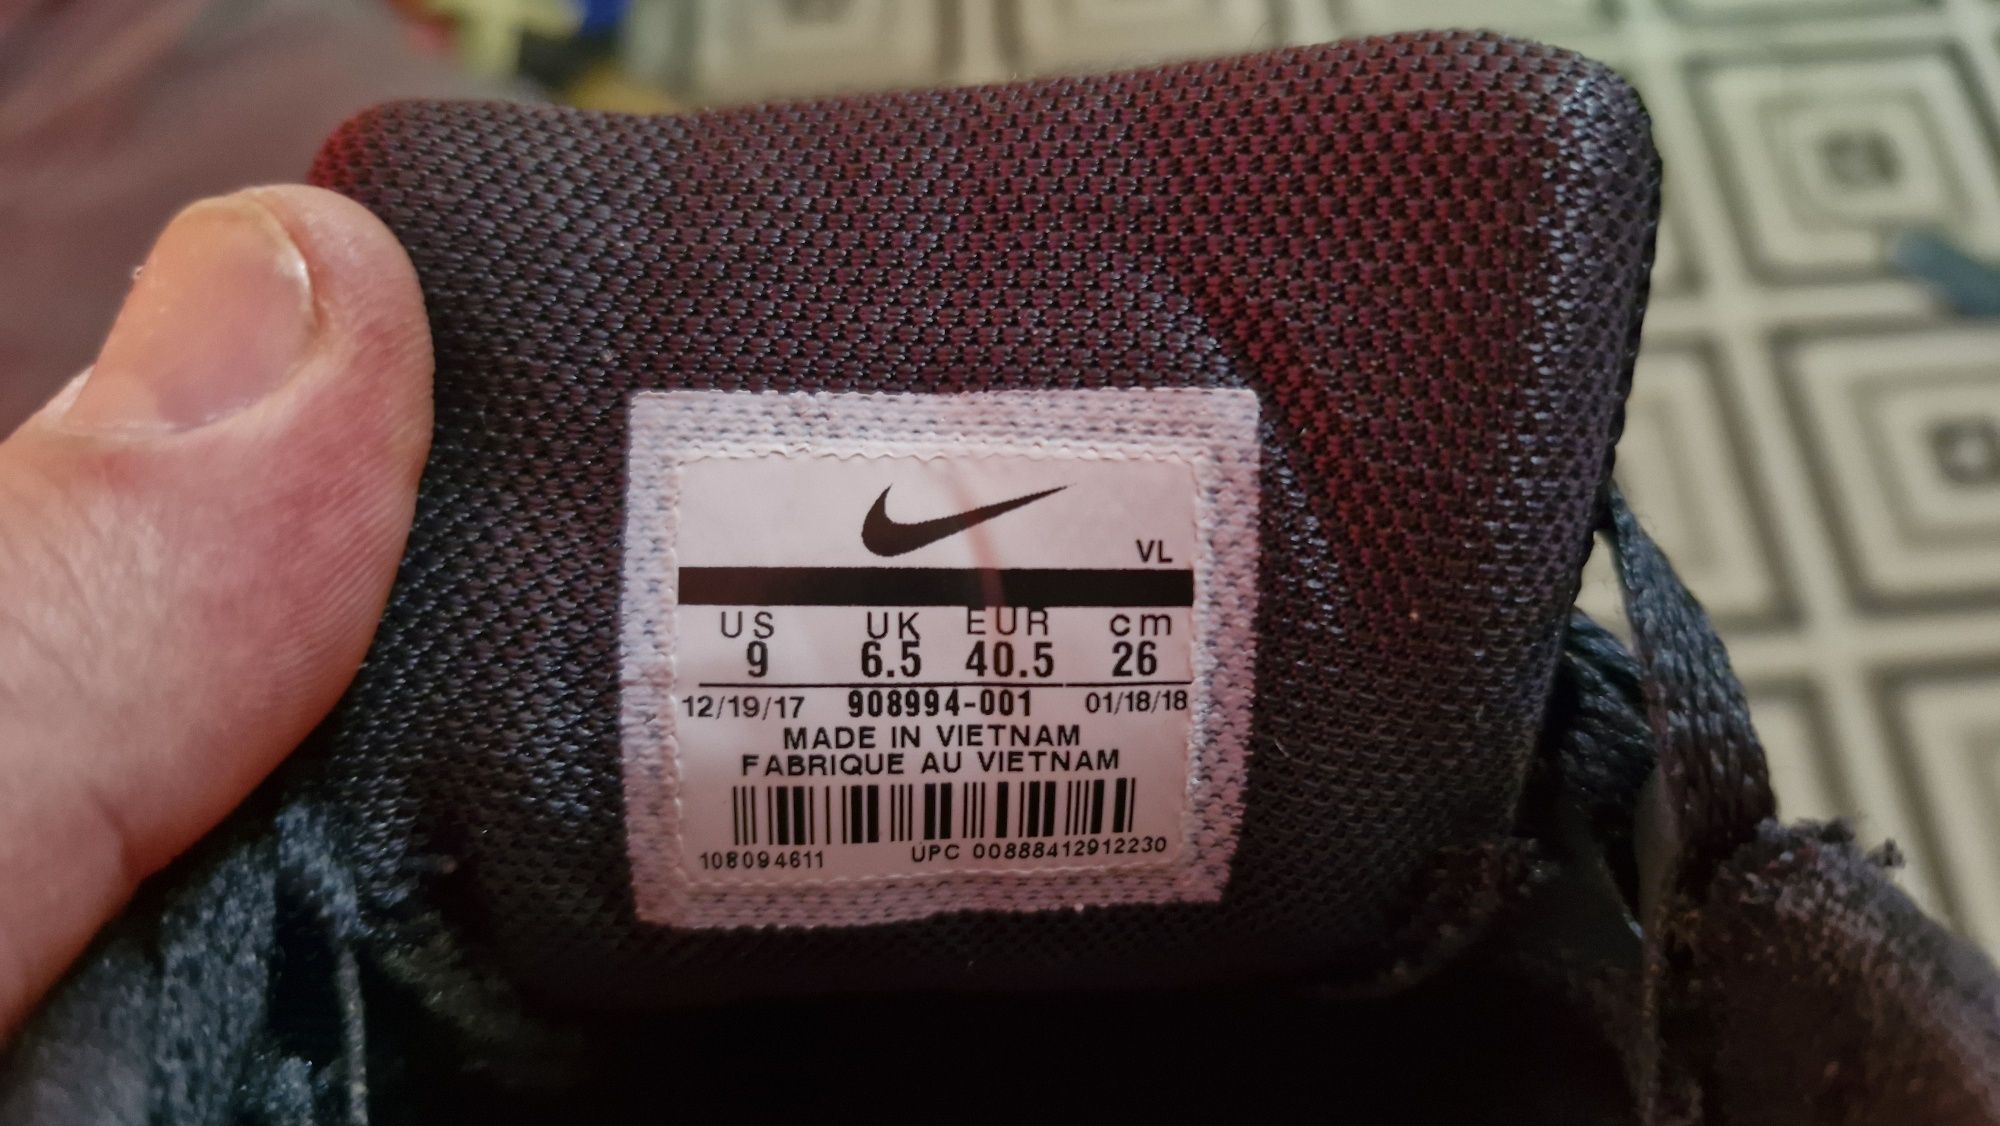 VL
US UK EUR cm
9 6.5 40.5 26
12/19/17 908994-001 01/18/18
MADE IN VIETNAM
FABRIQUE AU VIETNAM
108094611 UPC 00888412912230